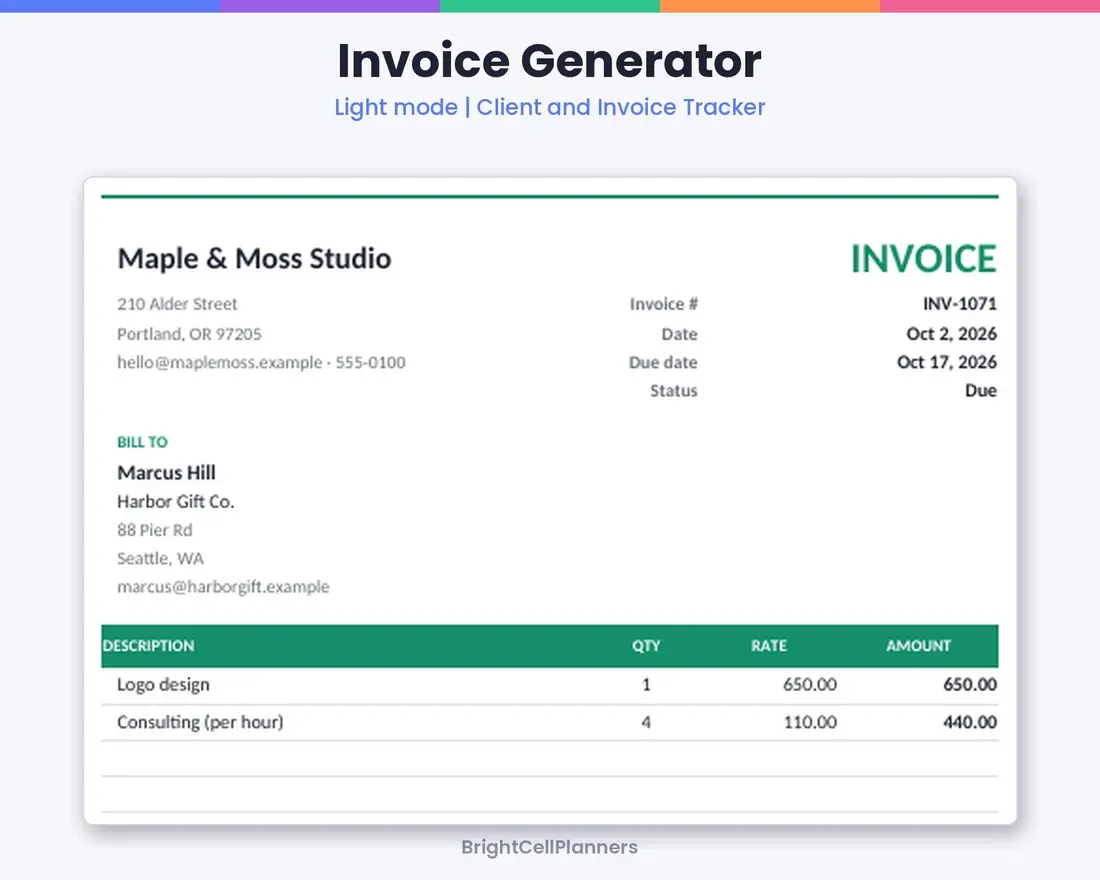 Invoice Generator
Light mode | Client and Invoice Tracker
Maple & Moss Studio
INVOICE
210 Alder Street
Invoice # INV-1071
Portland, OR 97205
Date Oct 2, 2026
hello@maplemoss.example · 555-0100
Due date Oct 17, 2026
Status Due
BILL TO
Marcus Hill
Harbor Gift Co.
88 Pier Rd
Seattle, WA
marcus@harborgift.example
DESCRIPTION QTY RATE AMOUNT
Logo design 1 650.00 650.00
Consulting (per hour) 4 110.00 440.00
BrightCellPlanners